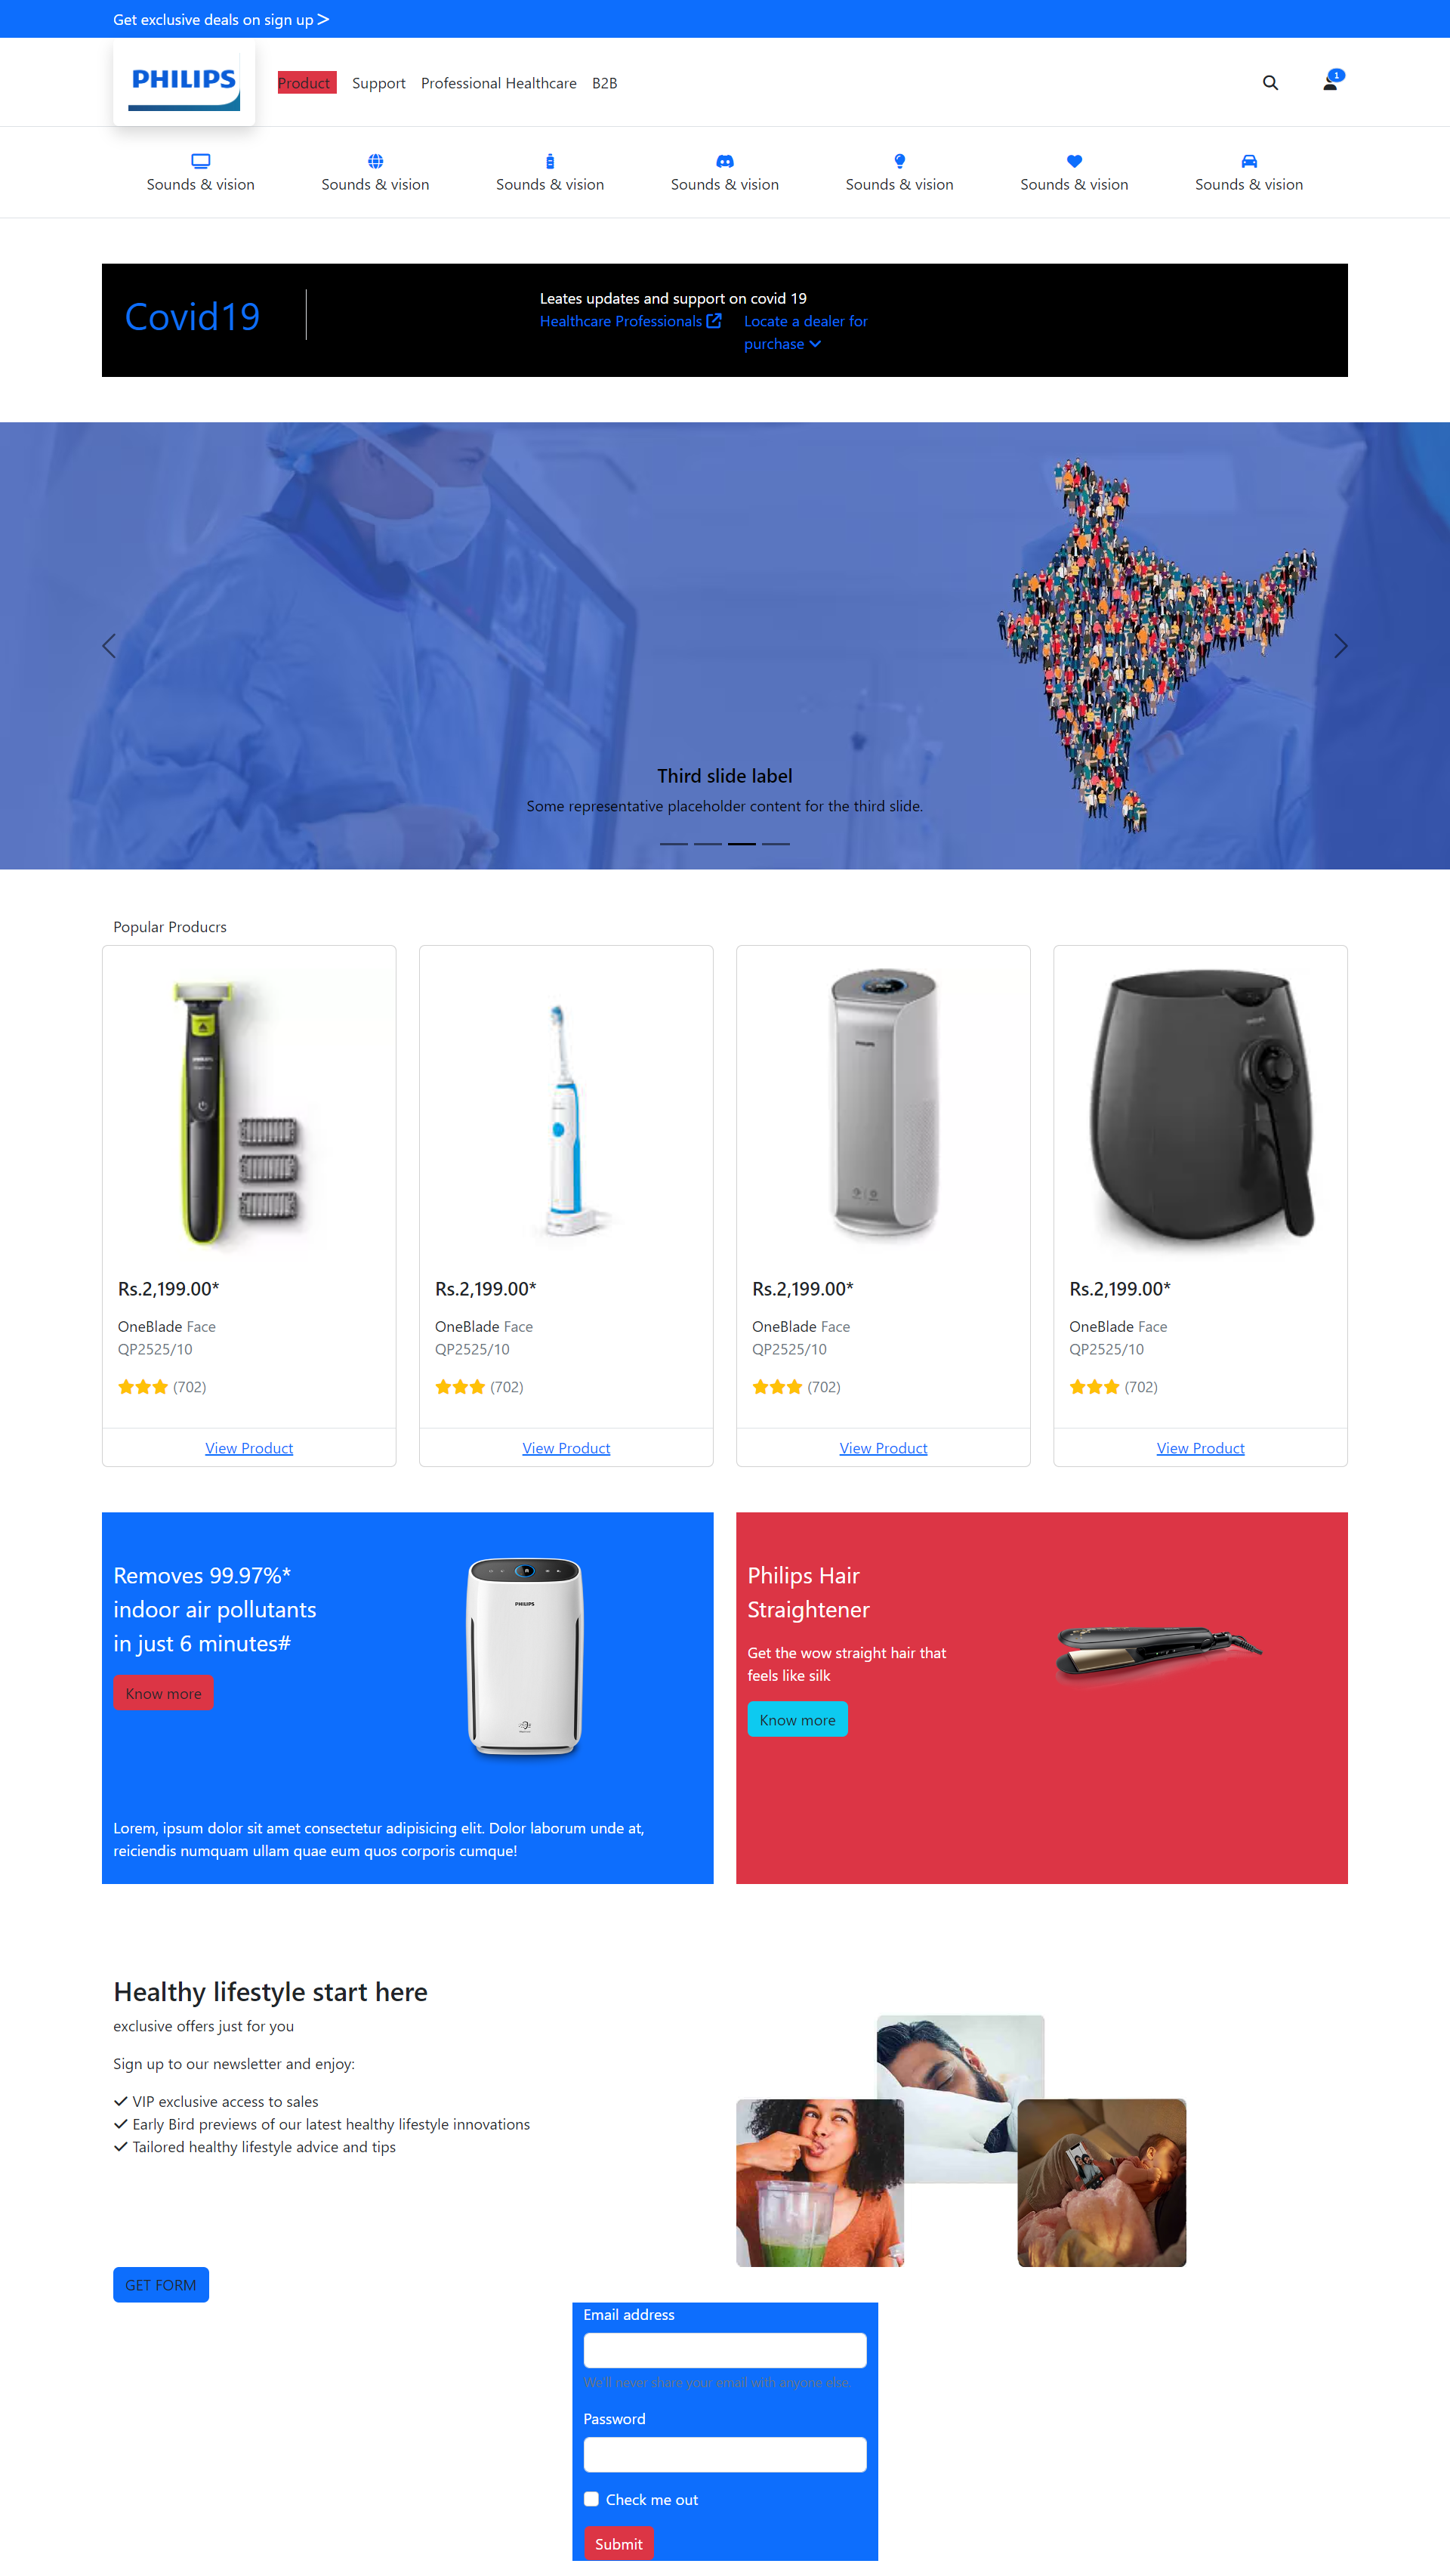 Get exclusive deals on sign up >
PHILIPS
Product Support Professional Healthcare B2B
1
Sounds & vision Sounds & vision Sounds & vision Sounds & vision Sounds & vision Sounds & vision Sounds & vision
Covid19
Leates updates and support on covid 19
Healthcare Professionals
Locate a dealer for
purchase
Third slide label
Some representative placeholder content for the third slide.
Popular Producrs
Rs.2,199.00*
OneBlade Face
QP2525/10
(702)
View Product
Rs.2,199.00*
OneBlade Face
QP2525/10
(702)
View Product
Rs.2,199.00*
OneBlade Face
QP2525/10
(702)
View Product
Rs.2,199.00*
OneBlade Face
QP2525/10
(702)
View Product
Removes 99.97%*
indoor air pollutants
in just 6 minutes#
Know more
PHILIPS
Lorem, ipsum dolor sit amet consectetur adipisicing elit. Dolor laborum unde at,
reiciendis numquam ullam quae eum quos corporis cumque!
Philips Hair
Straightener
Get the wow straight hair that
feels like silk
Know more
Healthy lifestyle start here
exclusive offers just for you
Sign up to our newsletter and enjoy:
VIP exclusive access to sales
Early Bird previews of our latest healthy lifestyle innovations
Tailored healthy lifestyle advice and tips
GET FORM
Email address
We'll never share your email with anyone else.
Password
Check me out
Submit